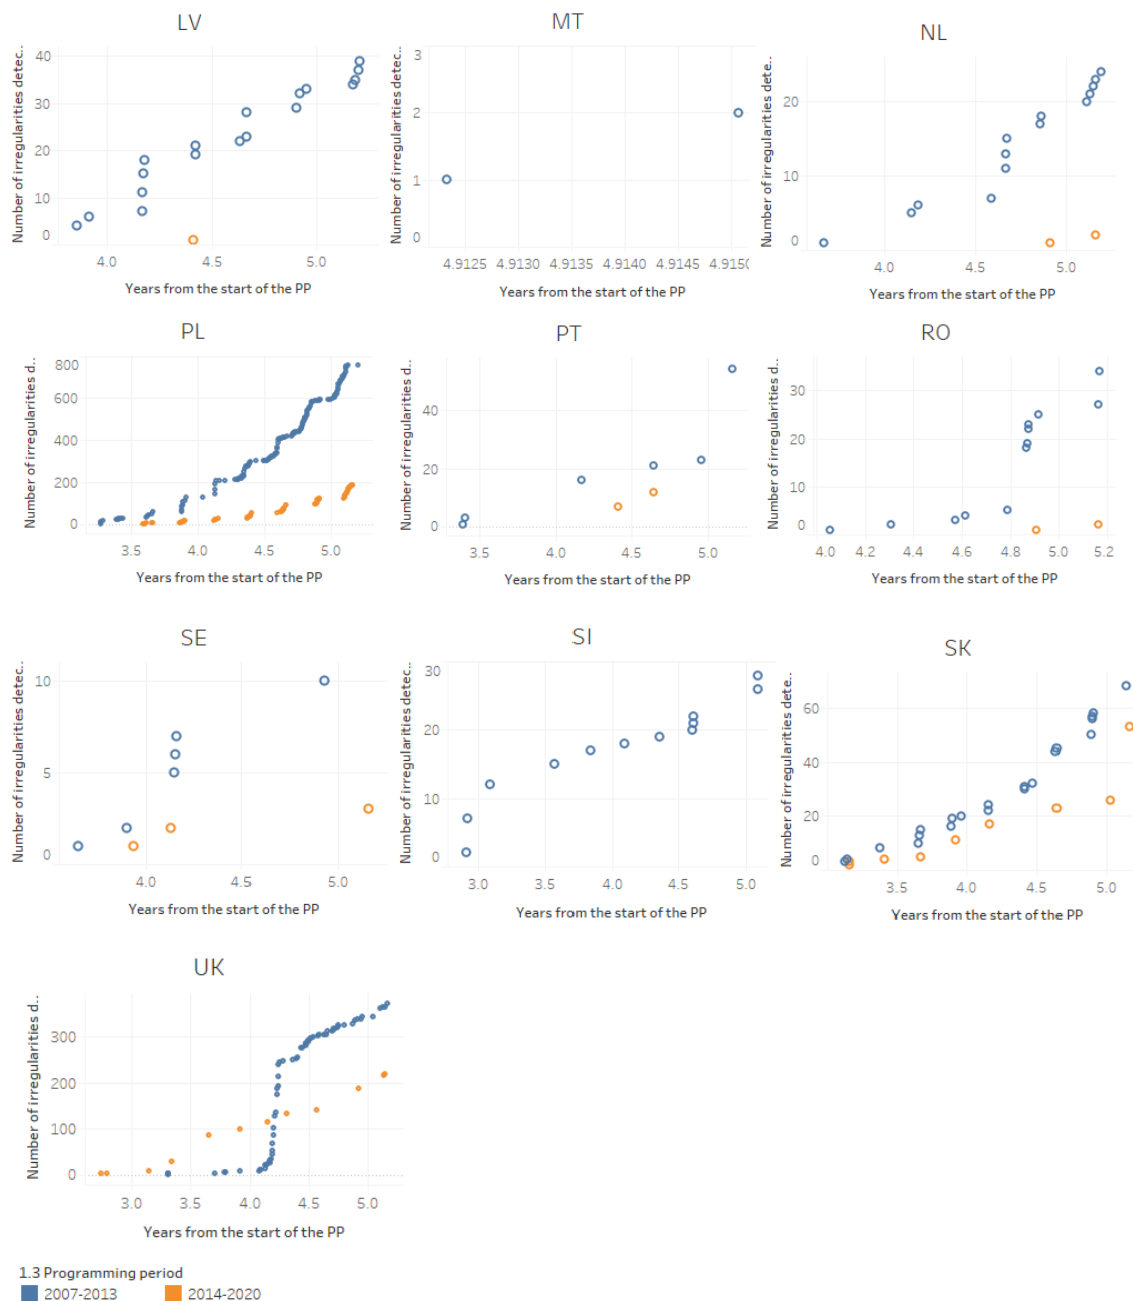 LV
Number of irregularities detec..
40
30
20
10
0
4.0 4.5 5.0
Years from the start of the PP
MT
Number of irregularities detec..
3
2
1
0
4.9125 4.9130 4.9135 4.9140 4.9145 4.9150
Years from the start of the PP
NL
Number of irregularities dete..
20
10
0
4.0 4.5 5.0
Years from the start of the PP
PL
Number of irregularities d..
800
600
400
200
0
3.5 4.0 4.5 5.0
Years from the start of the PP
PT
Number of irregularities d..
40
20
0
3.5 4.0 4.5 5.0
Years from the start of the PP
RO
Number of irregularities d..
30
20
10
0
4.0 4.2 4.4 4.6 4.8 5.0 5.2
Years from the start of the PP
SE
Number of irregularities detec..
10
5
0
4.0 4.5 5.0
Years from the start of the PP
SI
Number of irregularities detec..
30
20
10
0
3.0 3.5 4.0 4.5 5.0
Years from the start of the PP
SK
Number of irregularities dete..
60
40
20
0
3.5 4.0 4.5 5.0
Years from the start of the PP
UK
Number of irregularities d..
300
200
100
0
3.0 3.5 4.0 4.5 5.0
Years from the start of the PP
1.3 Programming period
2007-2013 2014-2020